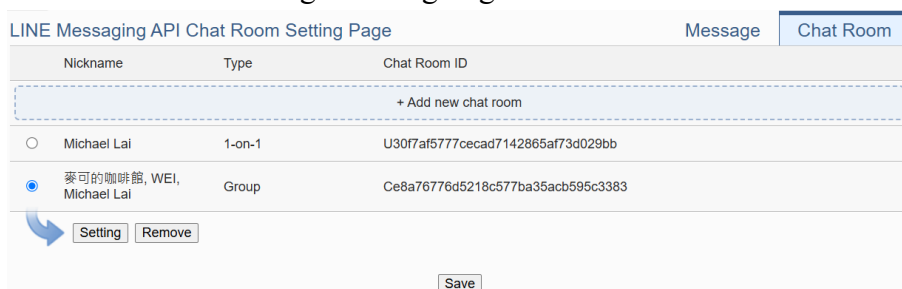 LINE Messaging API Chat Room Setting Page Message Chat Room
Nickname Type Chat Room ID
+ Add new chat room
Michael Lai 1-on-1 U30f7af5777cecad7142865af73d029bb
麥可的咖啡館, WEI,
Michael Lai Group Ce8a76776d5218c577ba35acb595c3383
Setting Remove
Save